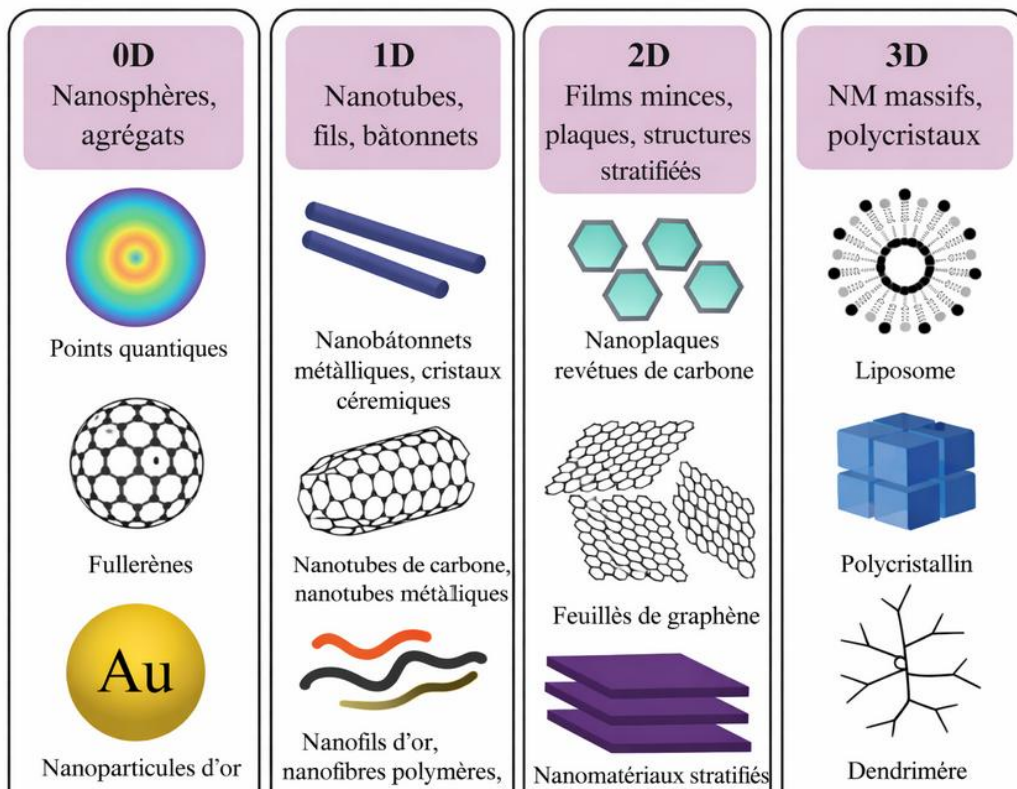 0D
Nanosphères,
agrégats
Points quantiques
Fullerènes
Au
Nanoparticules d'or
1D
Nanotubes,
fils, bàtonnets
Nanobátonnets
métàlliques, cristaux
céremiques
Nanotubes de carbone,
nanotubes métàlliques
Nanofils d'or,
nanofibres polymères,
2D
Films minces,
plaques, structures
stratifiéés
Nanoplaques
revétues de carbone
Feuillès de graphène
Nanomatériaux stratifiés
3D
NM massifs,
polycristaux
Liposome
Polycristallin
Dendrimére